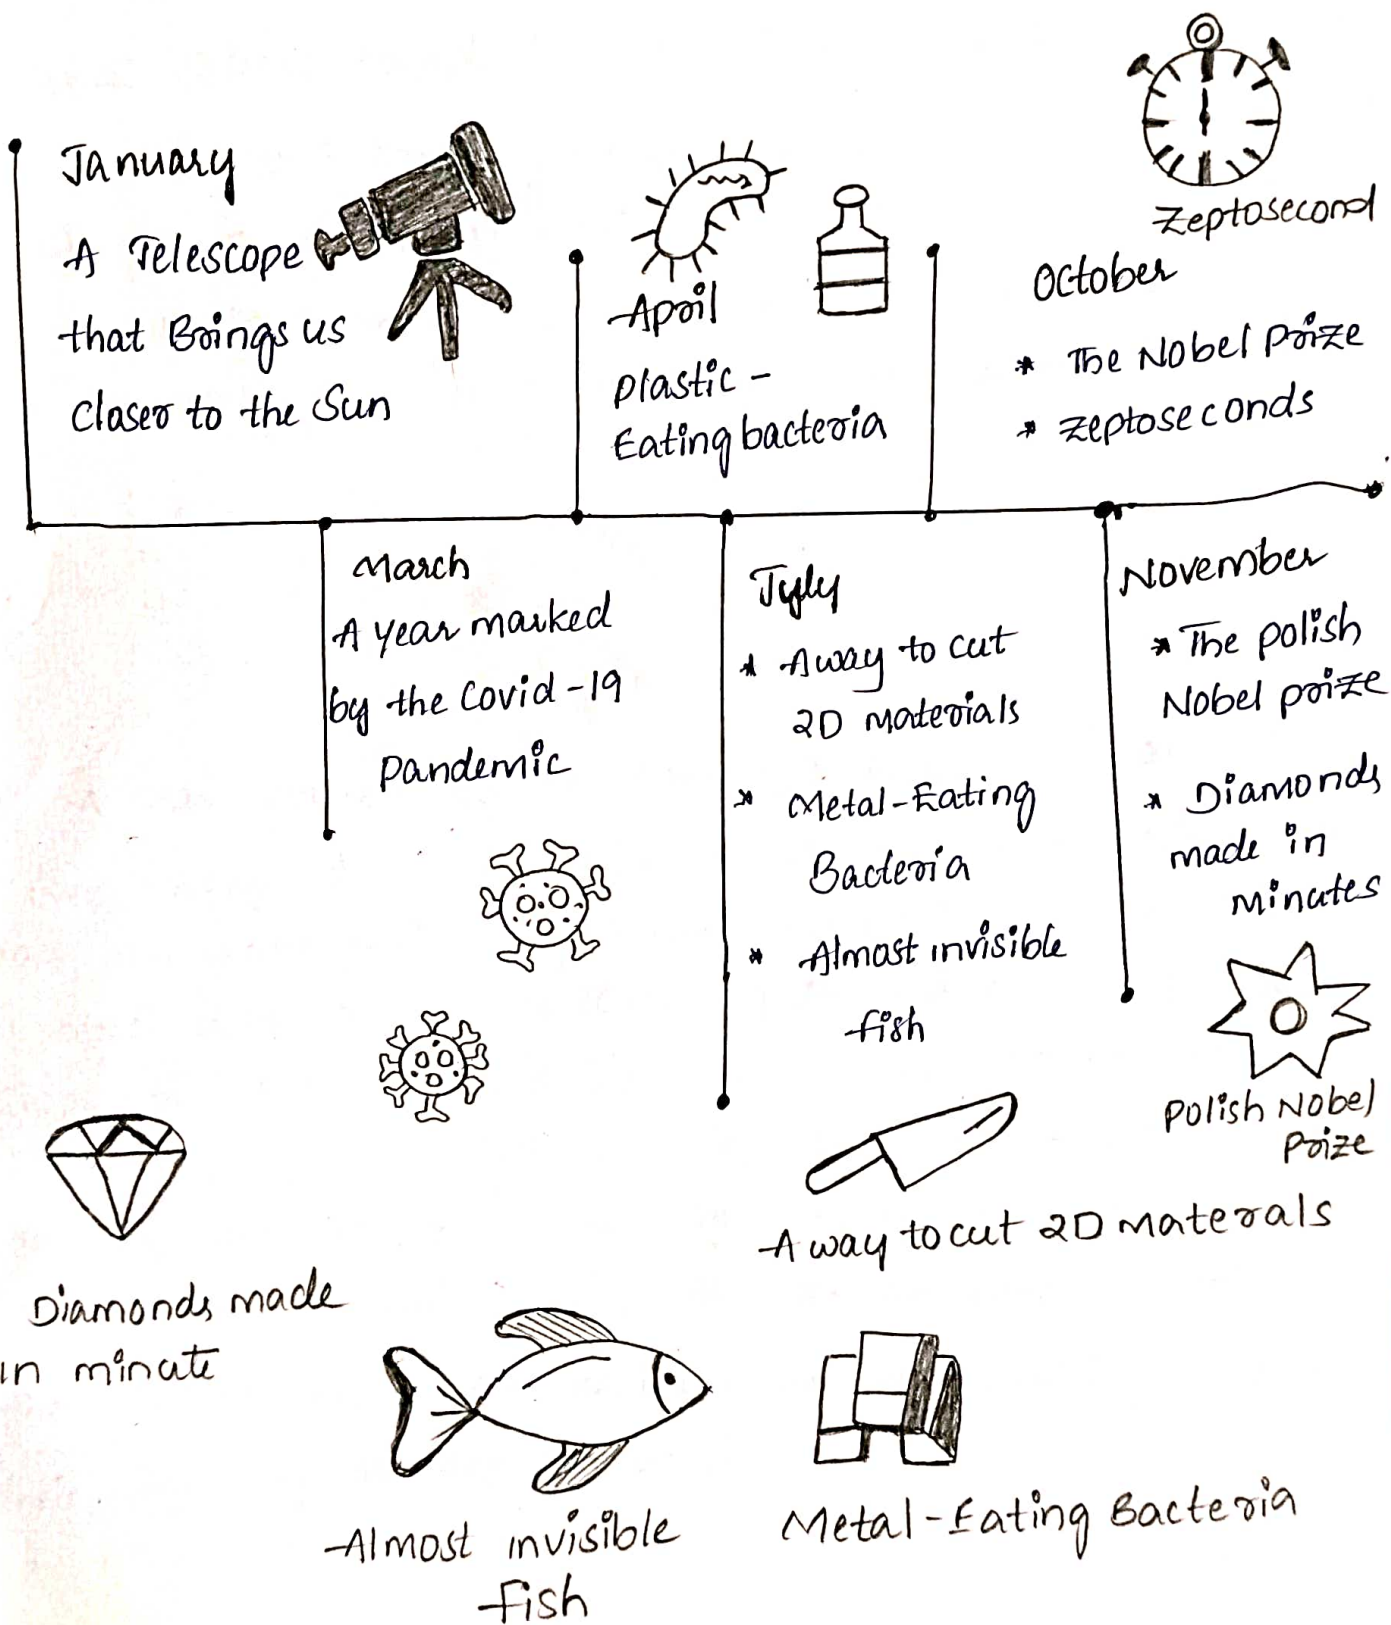 January
A Telescope
that Brings us
Closer to the Sun
April
Plastic -
Eating bacteria
Zeptosecond
October
* The Nobel Prize
* Zeptoseconds
March
A year marked
by the Covid-19
Pandemic
July
* A way to cut
2D materials
* Metal-Eating
Bacteria
* Almost invisible
fish
November
* The polish
Nobel prize
* Diamonds
made in
minutes
Polish Nobel
Prize
A way to cut 2D Materals
Diamonds made
in minute
Almost invisible
fish
Metal-Eating Bacteria